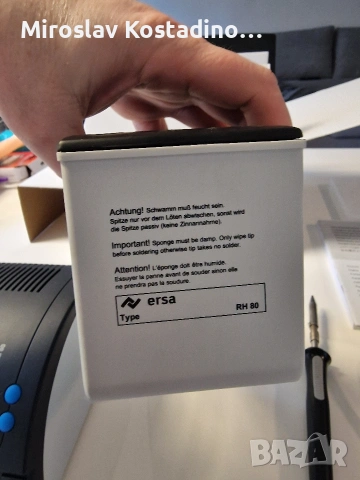 Miroslav Kostadino...
Achtung! Schwamm muß feucht sein.
Spitze nur vor dem Löten abwischen, sonst wird
die Spitze passiv (keine Zinnannahme).
Important! Sponge must be damp. Only wipe tip
before soldering otherwise tip takes no solder.
Attention! L'éponge doit être humide.
Essuyer la panne avant de souder sinon elle
ne prendra pas la soudure.
ersa
Type RH 80
BAZAR
bg